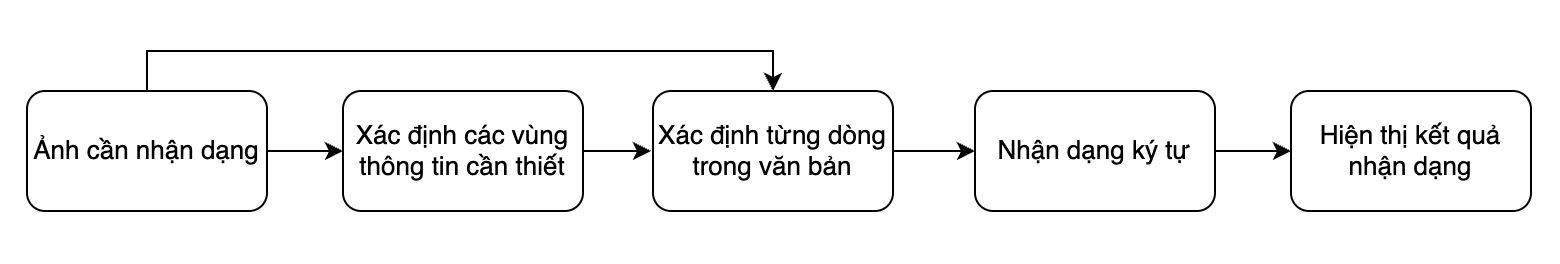 Ảnh cần nhận dạng
Xác định các vùng
thông tin cần thiết
Xác định từng dòng
trong văn bản
Nhận dạng ký tự
Hiện thị kết quả
nhận dạng